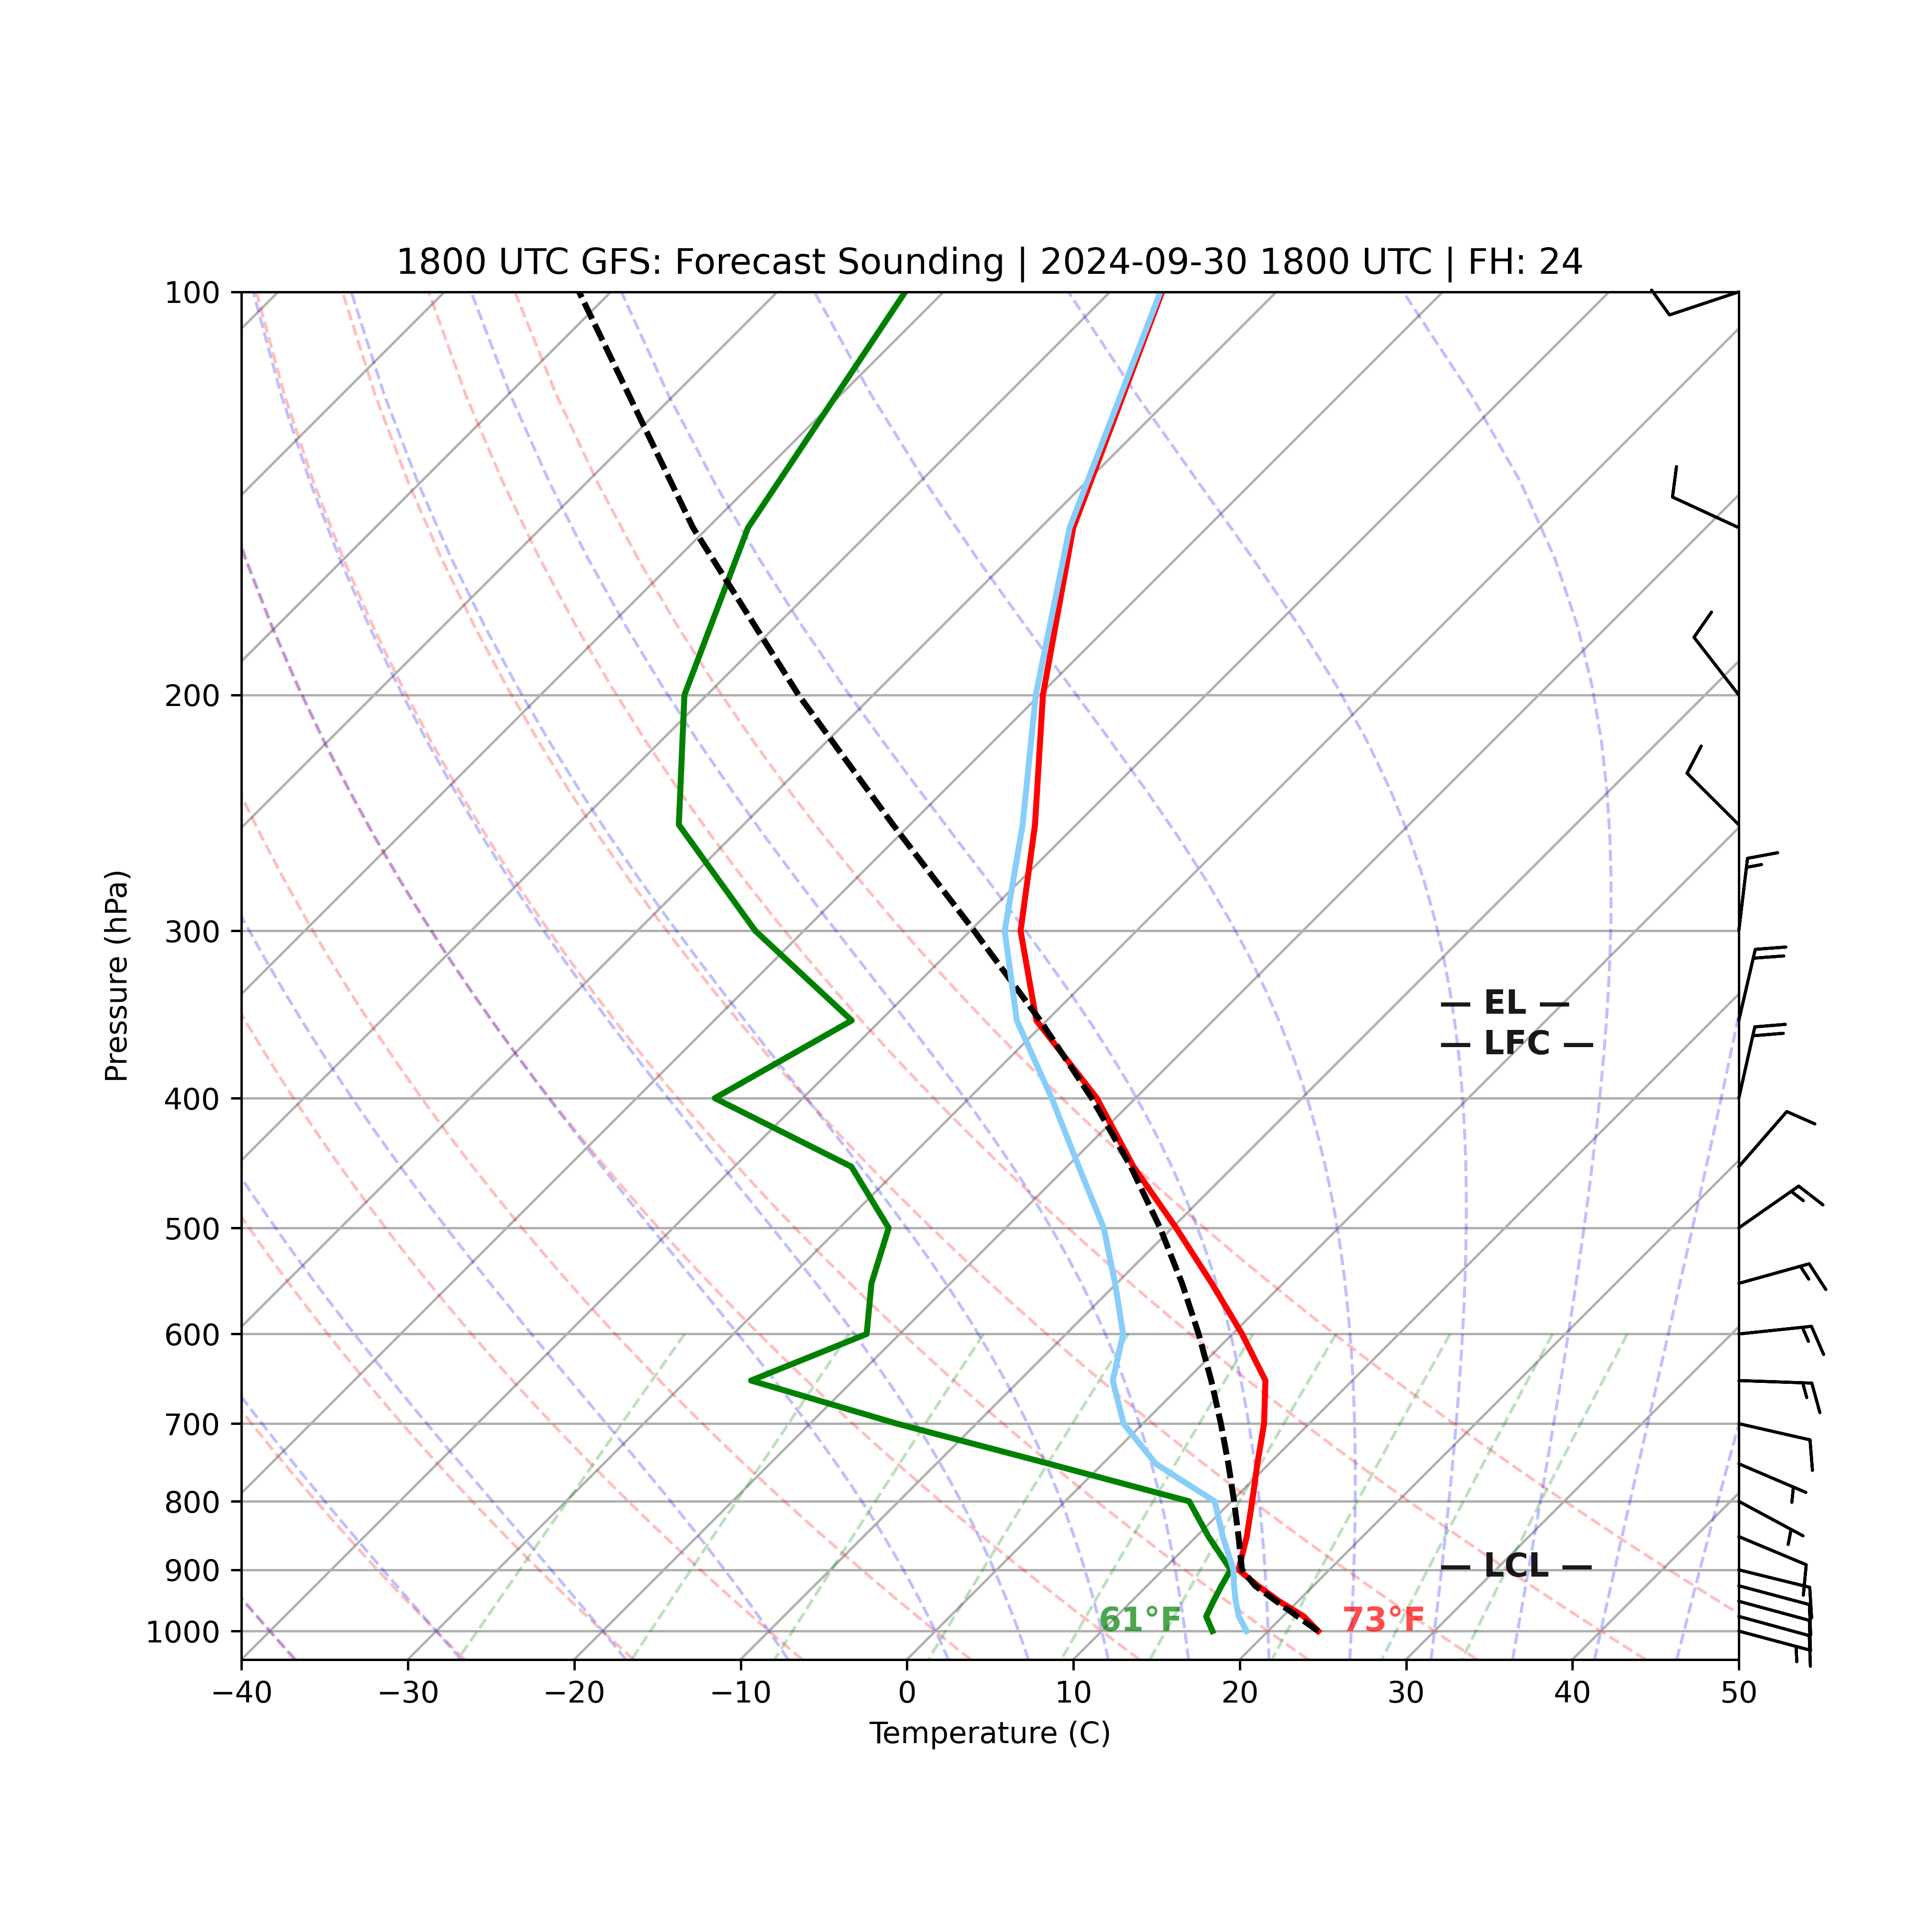 1800 UTC GFS: Forecast Sounding | 2024-09-30 1800 UTC | FH: 24
100
200
300
400
500
600
700
800
900
1000
Pressure (hPa)
— EL —
— LFC —
— LCL —
61°F
73°F
−40 −30 −20 −10 0 10 20 30 40 50
Temperature (C)